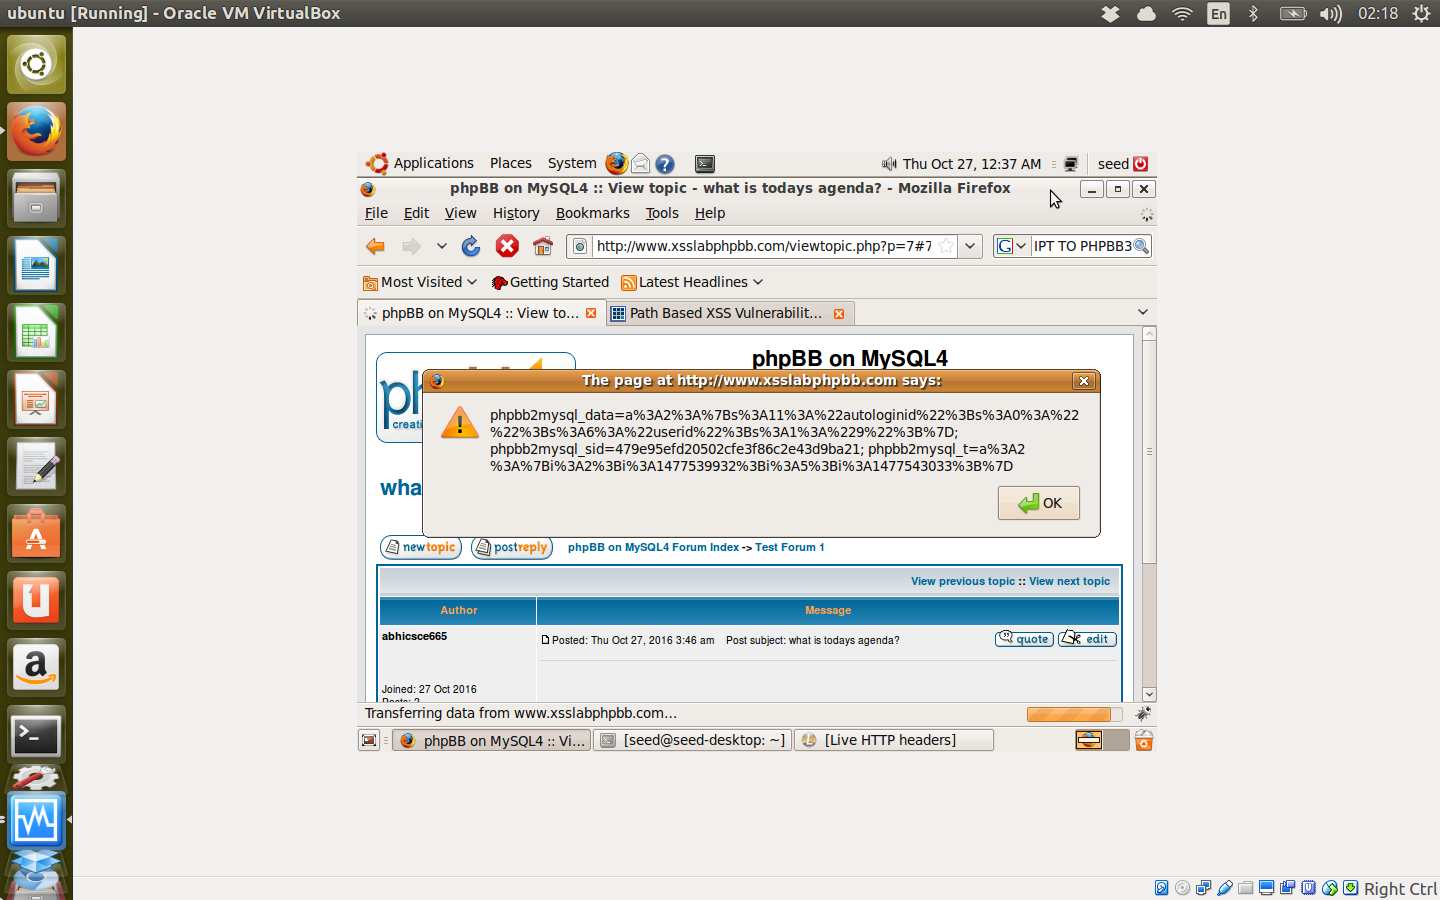 ubuntu [Running] - Oracle VM VirtualBox
En
02:18
Applications Places System
Thu Oct 27, 12:37 AM
seed
phpBB on MySQL4 :: View topic - what is todays agenda? - Mozilla Firefox
File Edit View History Bookmarks Tools Help
http://www.xsslabphpbb.com/viewtopic.php?p=7#7
G
IPT TO PHPBB3
Most Visited
Getting Started
Latest Headlines
phpBB on MySQL4 :: View to...
Path Based XSS Vulnerabilit...
phpBB on MySQL4
The page at http://www.xsslabphpbb.com says:
phpbb2mysql_data=a%3A2%3A%7Bs%3A11%3A%22autologinid%22%3Bs%3A0%3A%22
%22%3Bs%3A6%3A%22userid%22%3Bs%3A1%3A%229%22%3B%7D;
phpbb2mysql_sid=479e95efd20502cfe3f86c2e43d9ba21; phpbb2mysql_t=a%3A2
%3A%7Bi%3A2%3Bi%3A1477539932%3Bi%3A5%3Bi%3A1477543033%3B%7D
OK
wha
newtopic
postreply
phpBB on MySQL4 Forum Index -> Test Forum 1
View previous topic :: View next topic
Author
Message
abhicsce665
Posted: Thu Oct 27, 2016 3:46 am Post subject: what is todays agenda?
quote
edit
Joined: 27 Oct 2016
Transferring data from www.xsslabphpbb.com...
phpBB on MySQL4 :: Vi...
[seed@seed-desktop: ~]
[Live HTTP headers]
Right Ctrl